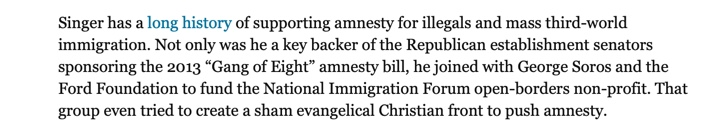 Singer has a long history of supporting amnesty for illegals and mass third-world
immigration. Not only was he a key backer of the Republican establishment senators
sponsoring the 2013 “Gang of Eight” amnesty bill, he joined with George Soros and the
Ford Foundation to fund the National Immigration Forum open-borders non-profit. That
group even tried to create a sham evangelical Christian front to push amnesty.